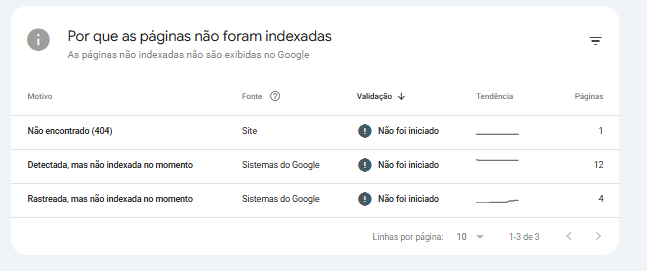 Por que as páginas não foram indexadas
As páginas não indexadas não são exibidas no Google
Motivo Fonte Validação Tendência Páginas
Não encontrado (404) Site Não foi iniciado 1
Detectada, mas não indexada no momento Sistemas do Google Não foi iniciado 12
Rastreada, mas não indexada no momento Sistemas do Google Não foi iniciado 4
Linhas por página: 10 1-3 de 3